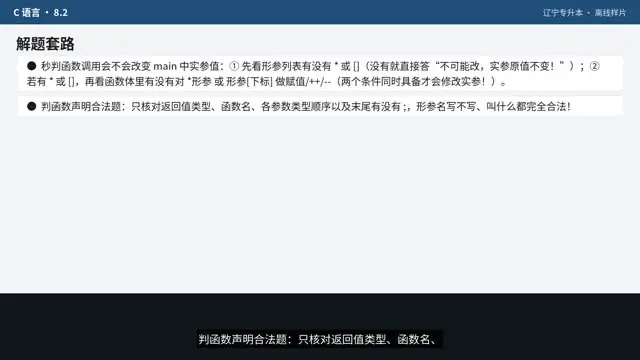 C 语言 · 8.2
辽宁专升本 · 离线样片
解题套路
● 秒判函数调用会不会改变 main 中实参值：① 先看形参列表有没有 * 或 []（没有就直接答“不可能改，实参原值不变！”）；②
若有 * 或 []，再看函数体里有没有对 *形参 或 形参[下标] 做赋值/++/--（两个条件同时具备才会修改实参！）。
● 判函数声明合法题：只核对返回值类型、函数名、各参数类型顺序以及末尾有没有 ;，形参名写不写、叫什么都完全合法！
判函数声明合法题：只核对返回值类型、函数名、